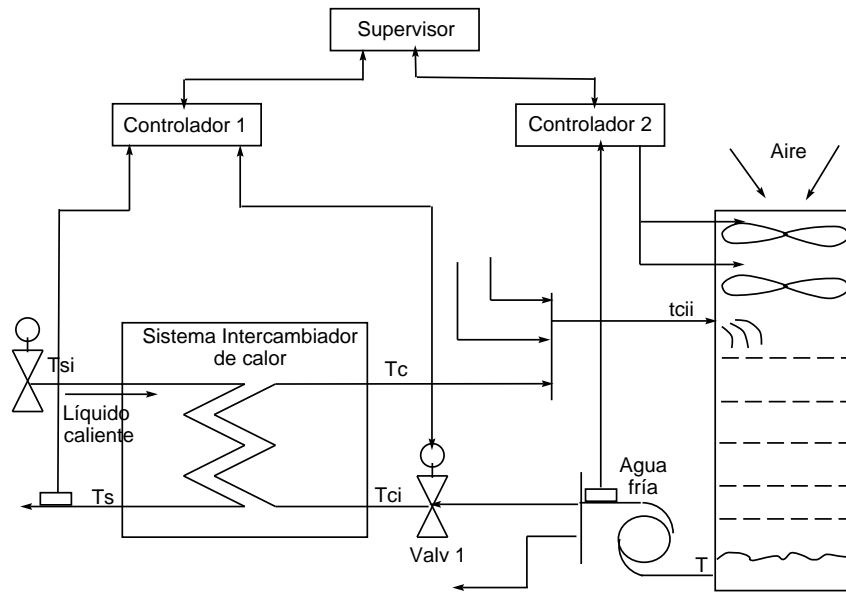 Supervisor
Controlador 1
Controlador 2
Aire
tcii
Sistema Intercambiador
de calor
Tsi
Tc
Líquido
caliente
Ts
Tci
Agua
fría
Valv 1
T